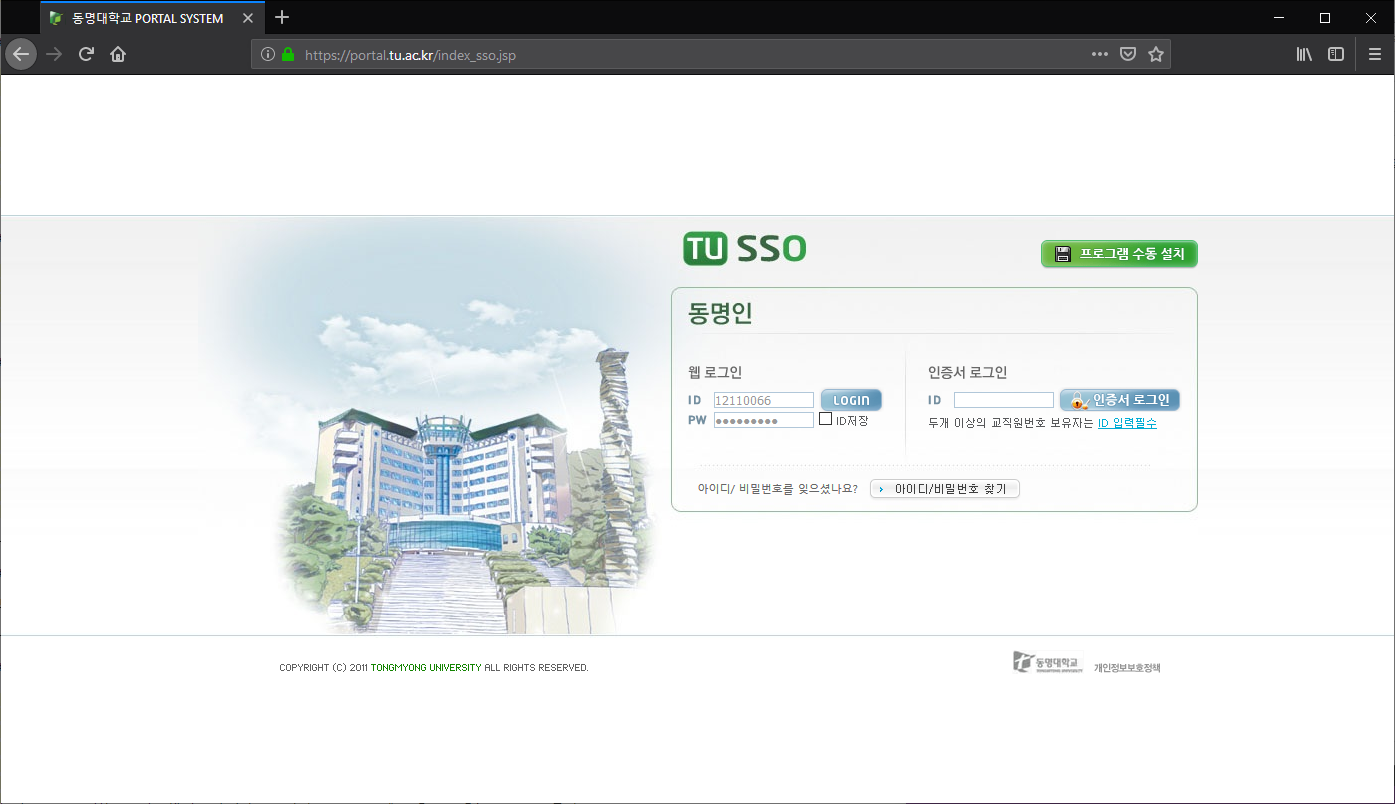 동명대학교 PORTAL SYSTEM
https://portal.tu.ac.kr/index_sso.jsp
TU SSO
프로그램 수동 설치
동명인
웹 로그인
ID 12110066 LOGIN
PW ●●●●●●●●● ID저장
인증서 로그인
ID 인증서 로그인
두개 이상의 교직원번호 보유자는 ID 입력필수
아이디/ 비밀번호를 잊으셨나요? 아이디/비밀번호 찾기
COPYRIGHT (C) 2011 TONGMYONG UNIVERSITY ALL RIGHTS RESERVED.
동명대학교
TONGMYONG UNIVERSITY
개인정보보호정책